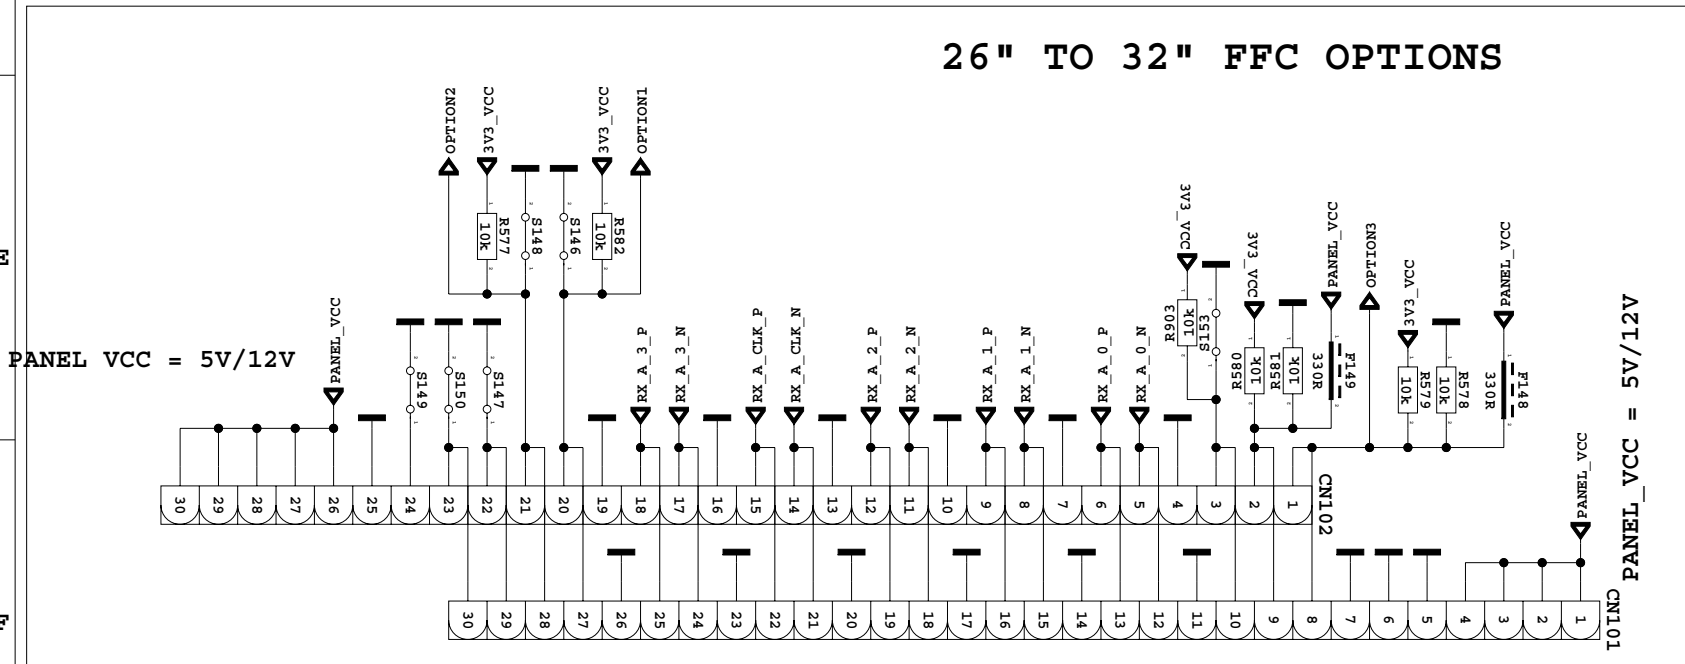 26" TO 32" FFC OPTIONS
OPTION2
3V3_VCC
3V3_VCC
OPTION1
R577
10k
S148
S146
10k
R582
3V3_VCC
3V3_VCC
PANEL_VCC
OPTION3
3V3_VCC
PANEL_VCC
R903
10k
S153
R580
10k
R581
10k
330R
F149
10k
R579
10k
R578
330R
F148
PANEL VCC = 5V/12V
PANEL_VCC
S149
S150
S147
RX_A_3_P
RX_A_3_N
RX_A_CLK_P
RX_A_CLK_N
RX_A_2_P
RX_A_2_N
RX_A_1_P
RX_A_1_N
RX_A_0_P
RX_A_0_N
PANEL_VCC = 5V/12V
PANEL_VCC
30 29 28 27 26 25 24 23 22 21 20 19 18 17 16 15 14 13 12 11 10 9 8 7 6 5 4 3 2 1
CN102
30 29 28 27 26 25 24 23 22 21 20 19 18 17 16 15 14 13 12 11 10 9 8 7 6 5 4 3 2 1
CN101
E
F